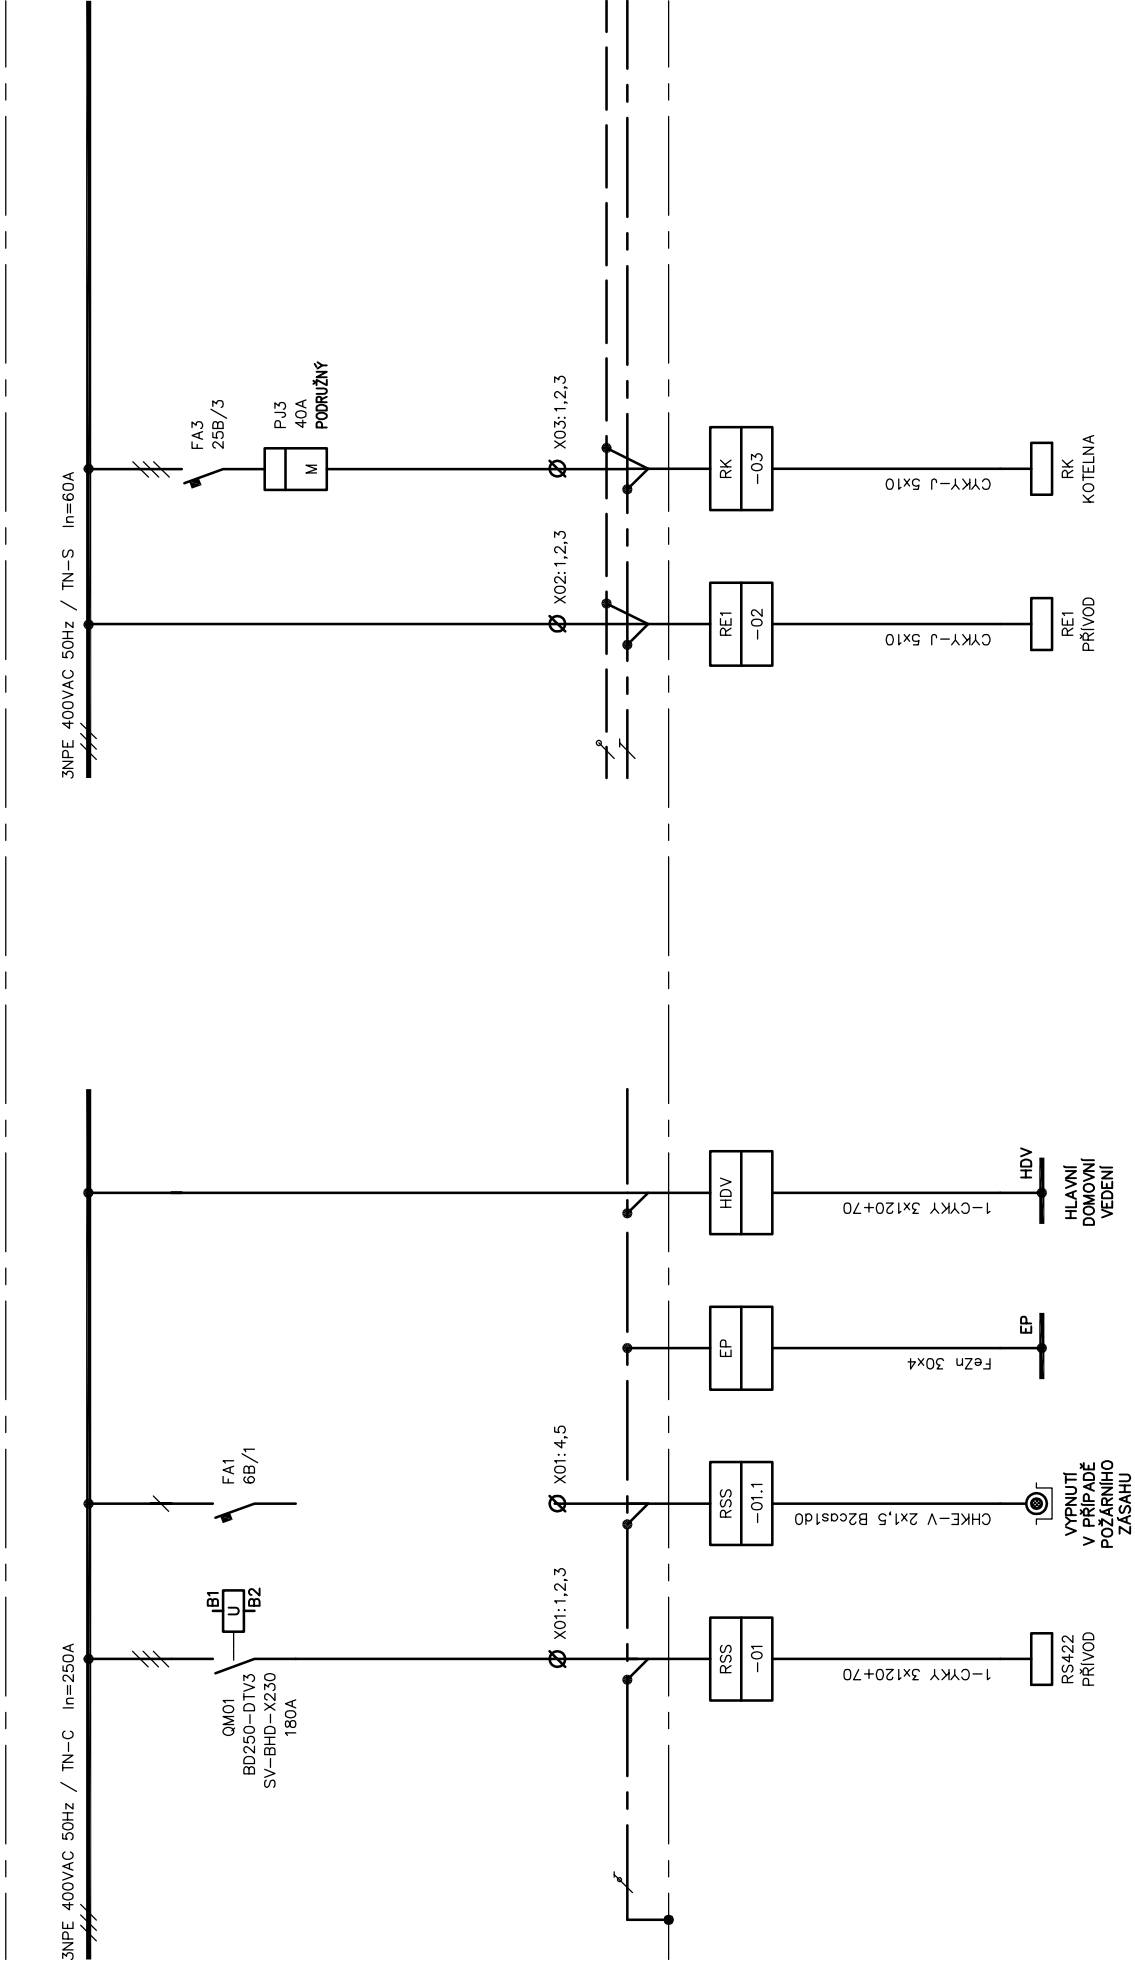 3NPE 400VAC 50Hz / TN-C In=250A
QM01
BD250-DTV3
SV-BHD-X230
180A
B1
U
B2
X01:1,2,3
RSS
-01
1-CYKY 3x120+70
RS422
PŘÍVOD
FA1
6B/1
X01:4,5
RSS
-01.1
CHKE-V 2x1,5 B2cas1d0
VYPNUTÍ
V PŘÍPADĚ
POŽÁRNÍHO
ZÁSAHU
EP
FeZn 30x4
EP
HDV
1-CYKY 3x120+70
HDV
HLAVNÍ
DOMOVNÍ
VEDENÍ
3NPE 400VAC 50Hz / TN-S In=60A
X02:1,2,3
RE1
-02
CYKY-J 5x10
RE1
PŘÍVOD
FA3
25B/3
PJ3
40A
PODRUŽNÝ
M
X03:1,2,3
RK
-03
CYKY-J 5x10
RK
KOTELNA